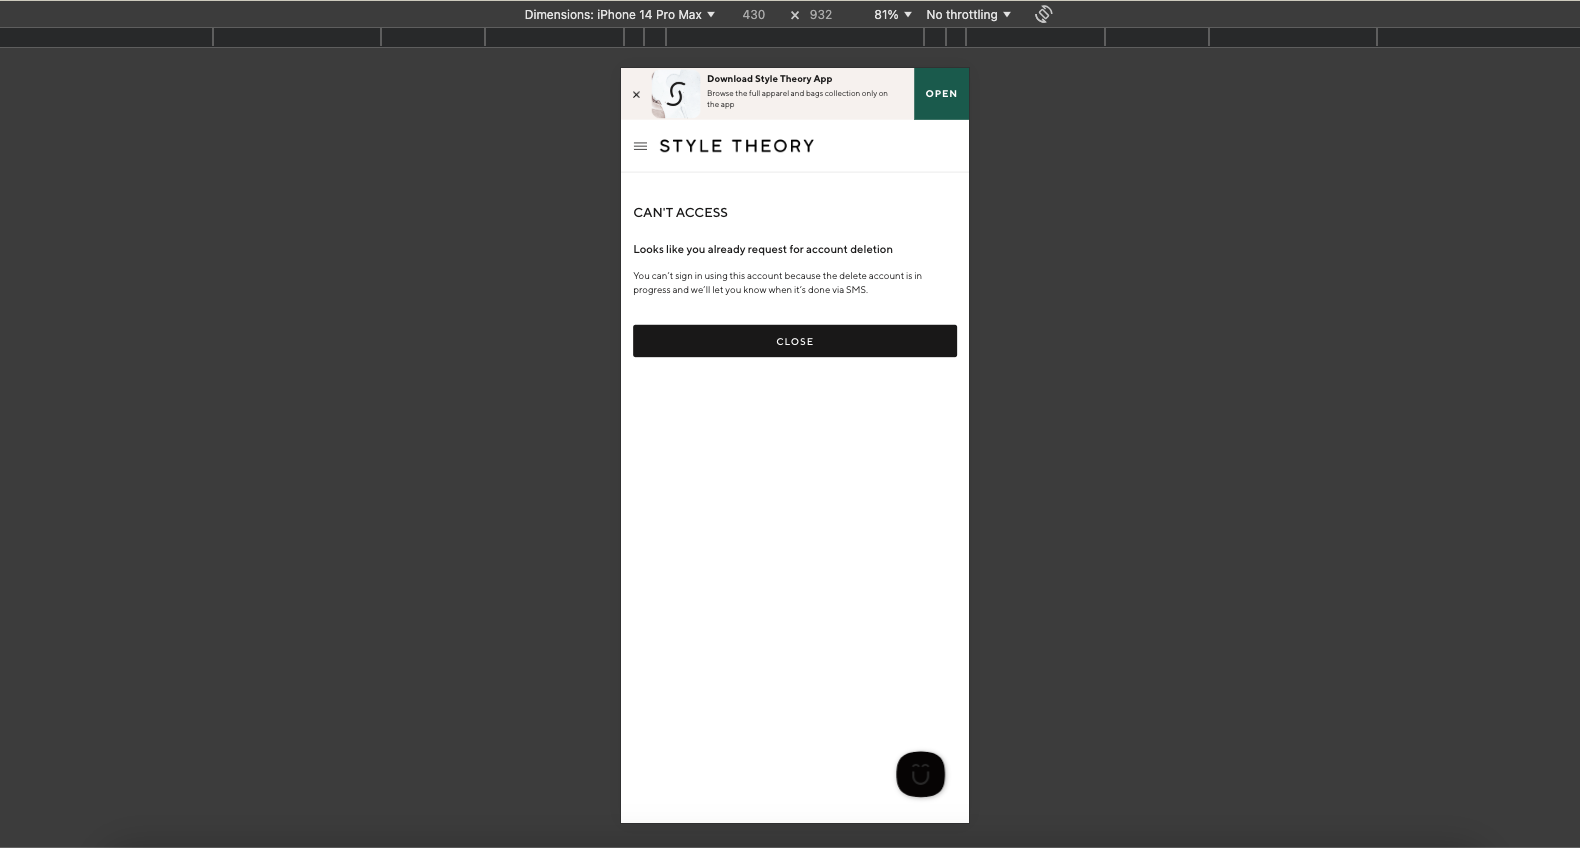 Dimensions: iPhone 14 Pro Max 430 × 932 81% No throttling
Download Style Theory App
Browse the full apparel and bags collection only on
the app
OPEN
STYLE THEORY
CAN'T ACCESS
Looks like you already request for account deletion
You can't sign in using this account because the delete account is in
progress and we'll let you know when it's done via SMS.
CLOSE